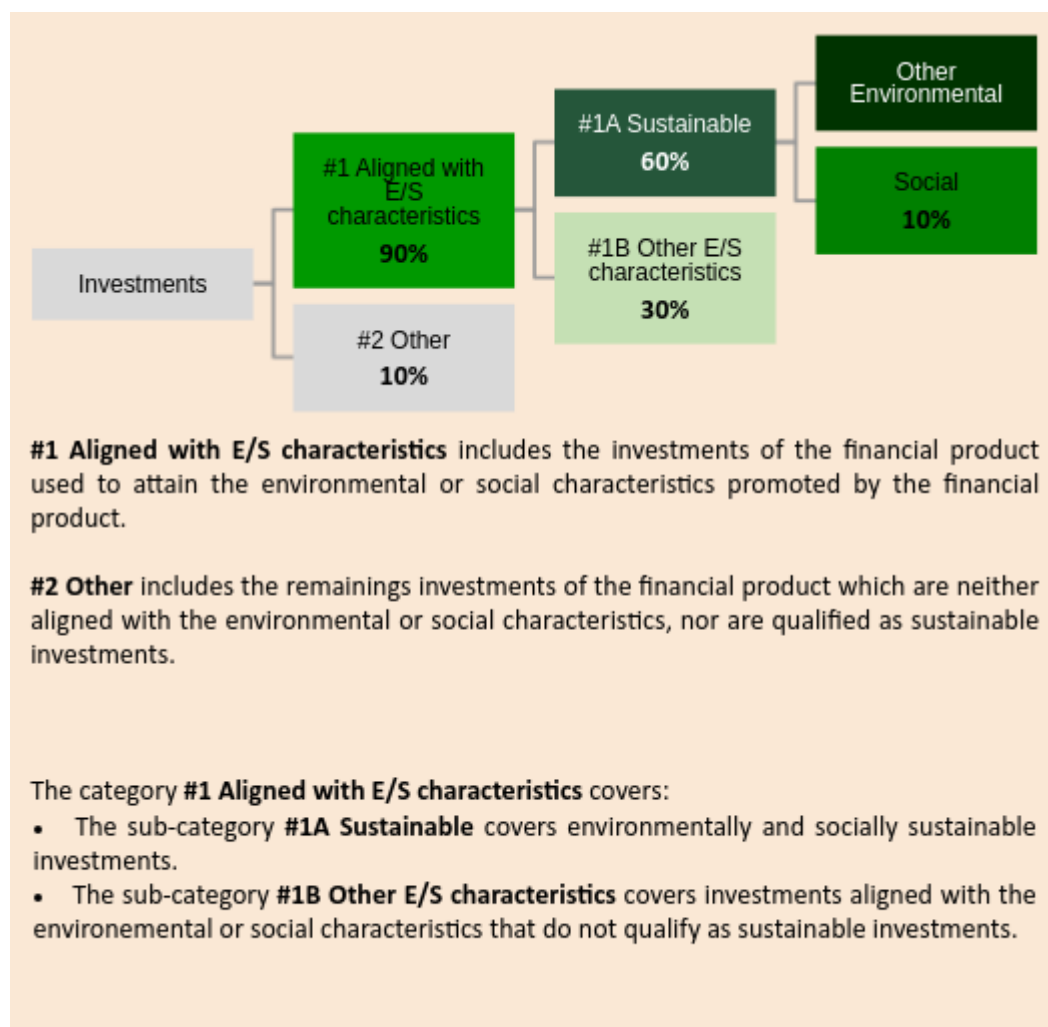 Other
Environmental
#1A Sustainable
60%
#1 Aligned with
E/S
characteristics
90%
Social
10%
#1B Other E/S
characteristics
30%
Investments
#2 Other
10%
#1 Aligned with E/S characteristics includes the investments of the financial product
used to attain the environmental or social characteristics promoted by the financial
product.
#2 Other includes the remainings investments of the financial product which are neither
aligned with the environmental or social characteristics, nor are qualified as sustainable
investments.
The category #1 Aligned with E/S characteristics covers:
• The sub-category #1A Sustainable covers environmentally and socially sustainable
investments.
• The sub-category #1B Other E/S characteristics covers investments aligned with the
environemental or social characteristics that do not qualify as sustainable investments.